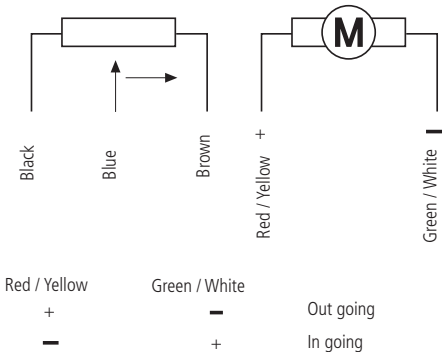 M
Black
Blue
Brown
Red / Yellow +
Green / White −
Red / Yellow Green / White
+ − Out going
− + In going